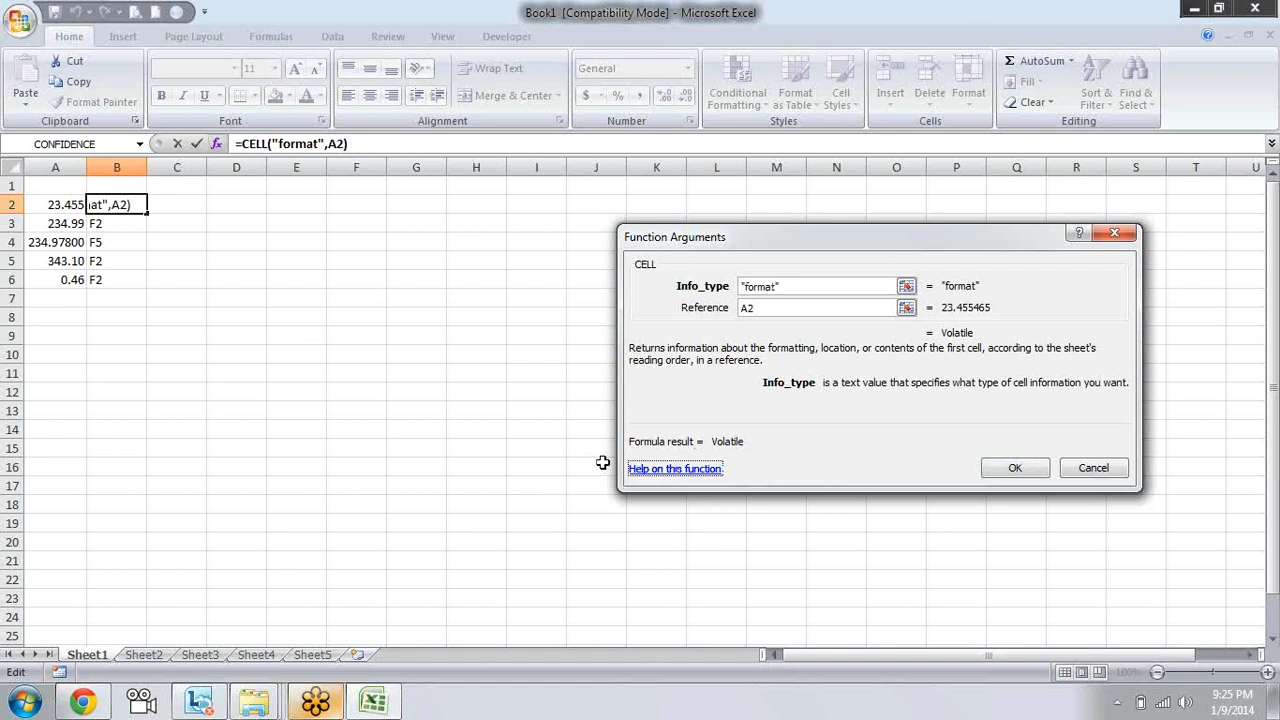 Book1 [Compatibility Mode] - Microsoft Excel
Home Insert Page Layout Formulas Data Review View Developer
Paste
Cut
Copy
Format Painter
Clipboard
11
A A
B I U A
Font
Wrap Text
Merge & Center
Alignment
General
$ % ,
Number
Conditional Formatting
Format as Table
Cell Styles
Styles
Insert
Delete
Format
Cells
Σ AutoSum
Fill
Clear
Sort & Filter
Find & Select
Editing
CONFIDENCE
fx
=CELL("format",A2)
A B C D E F G H I J K L M N O P Q R S T U
1
2 23.455 nat",A2)
3 234.99 F2
4 234.97800 F5
5 343.10 F2
6 0.46 F2
7
8
9
10
11
12
13
14
15
16
17
18
19
20
21
22
23
24
25
Function Arguments
CELL
Info_type "format" = "format"
Reference A2 = 23.455465
= Volatile
Returns information about the formatting, location, or contents of the first cell, according to the sheet's
reading order, in a reference.
Info_type is a text value that specifies what type of cell information you want.
Formula result = Volatile
Help on this function
OK
Cancel
Sheet1 Sheet2 Sheet3 Sheet4 Sheet5
Edit
100%
9:25 PM
1/9/2014